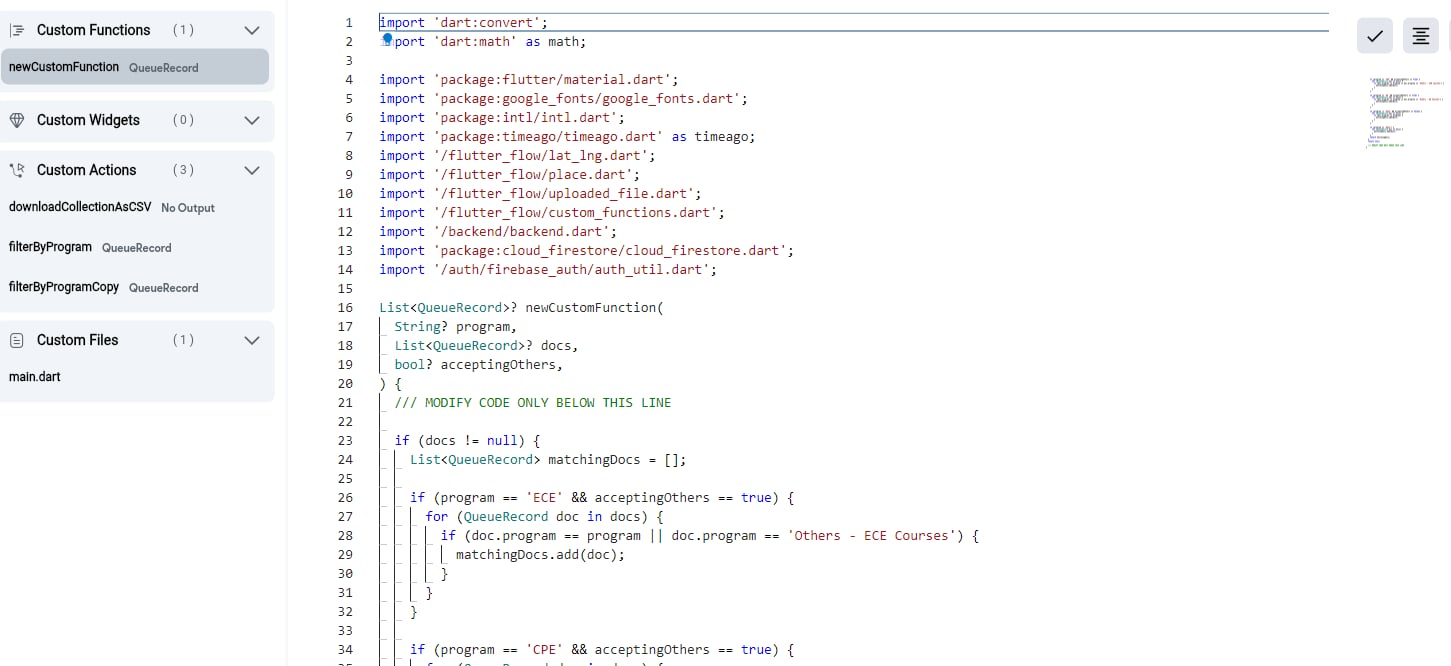 Custom Functions (1)
newCustomFunction QueueRecord
Custom Widgets (0)
Custom Actions (3)
downloadCollectionAsCSV No Output
filterByProgram QueueRecord
filterByProgramCopy QueueRecord
Custom Files (1)
main.dart
1 import 'dart:convert';
2 import 'dart:math' as math;
3
4 import 'package:flutter/material.dart';
5 import 'package:google_fonts/google_fonts.dart';
6 import 'package:intl/intl.dart';
7 import 'package:timeago/timeago.dart' as timeago;
8 import '/flutter_flow/lat_lng.dart';
9 import '/flutter_flow/place.dart';
10 import '/flutter_flow/uploaded_file.dart';
11 import '/flutter_flow/custom_functions.dart';
12 import '/backend/backend.dart';
13 import 'package:cloud_firestore/cloud_firestore.dart';
14 import '/auth/firebase_auth/auth_util.dart';
15
16 List<QueueRecord>? newCustomFunction(
17 String? program,
18 List<QueueRecord>? docs,
19 bool? acceptingOthers,
20 ) {
21 /// MODIFY CODE ONLY BELOW THIS LINE
22
23 if (docs != null) {
24 List<QueueRecord> matchingDocs = [];
25
26 if (program == 'ECE' && acceptingOthers == true) {
27 for (QueueRecord doc in docs) {
28 if (doc.program == program || doc.program == 'Others - ECE Courses') {
29 matchingDocs.add(doc);
30 }
31 }
32 }
33
34 if (program == 'CPE' && acceptingOthers == true) {